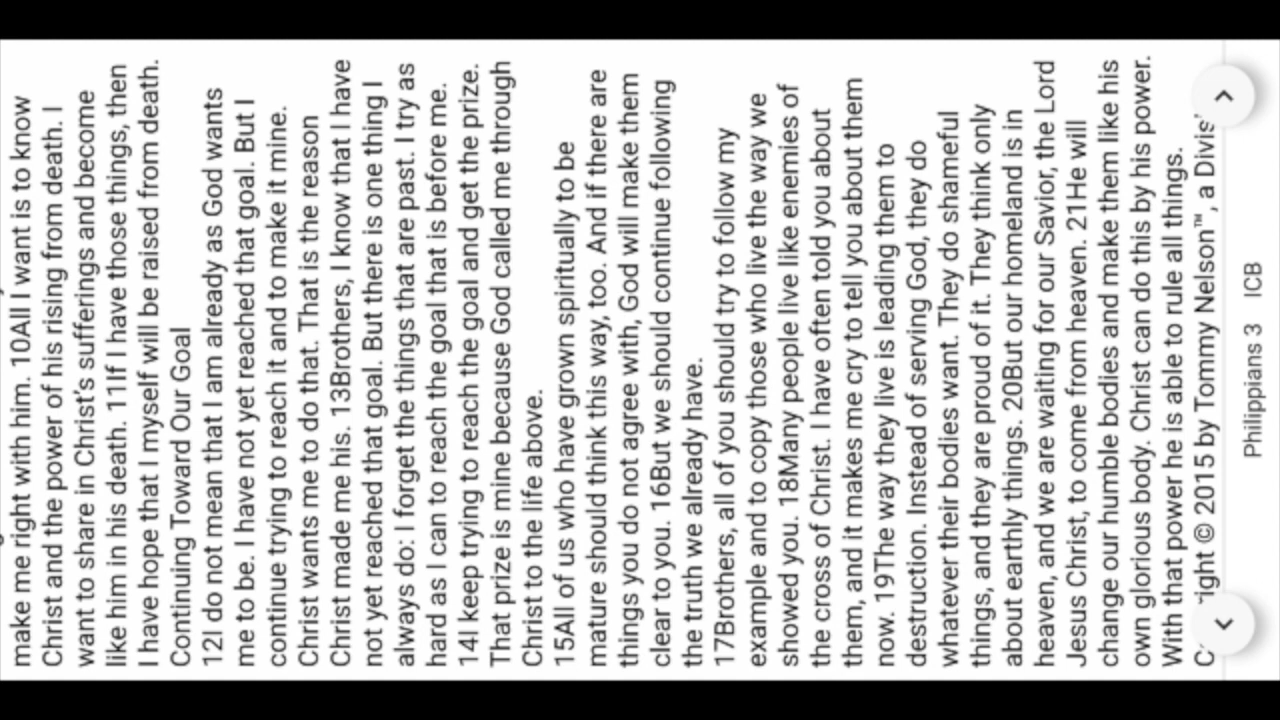 make me right with him. 10All I want is to know
Christ and the power of his rising from death. I
want to share in Christ's sufferings and become
like him in his death. 11If I have those things, then
I have hope that I myself will be raised from death.
Continuing Toward Our Goal
12I do not mean that I am already as God wants
me to be. I have not yet reached that goal. But I
continue trying to reach it and to make it mine.
Christ wants me to do that. That is the reason
Christ made me his. 13Brothers, I know that I have
not yet reached that goal. But there is one thing I
always do: I forget the things that are past. I try as
hard as I can to reach the goal that is before me.
14I keep trying to reach the goal and get the prize.
That prize is mine because God called me through
Christ to the life above.
15All of us who have grown spiritually to be
mature should think this way, too. And if there are
things you do not agree with, God will make them
clear to you. 16But we should continue following
the truth we already have.
17Brothers, all of you should try to follow my
example and to copy those who live the way we
showed you. 18Many people live like enemies of
the cross of Christ. I have often told you about
them, and it makes me cry to tell you about them
now. 19The way they live is leading them to
destruction. Instead of serving God, they do
whatever their bodies want. They do shameful
things, and they are proud of it. They think only
about earthly things. 20But our homeland is in
heaven, and we are waiting for our Savior, the Lord
Jesus Christ, to come from heaven. 21He will
change our humble bodies and make them like his
own glorious body. Christ can do this by his power.
With that power he is able to rule all things.
© 2015 by Tommy Nelson™, a
Philippians 3 ICB